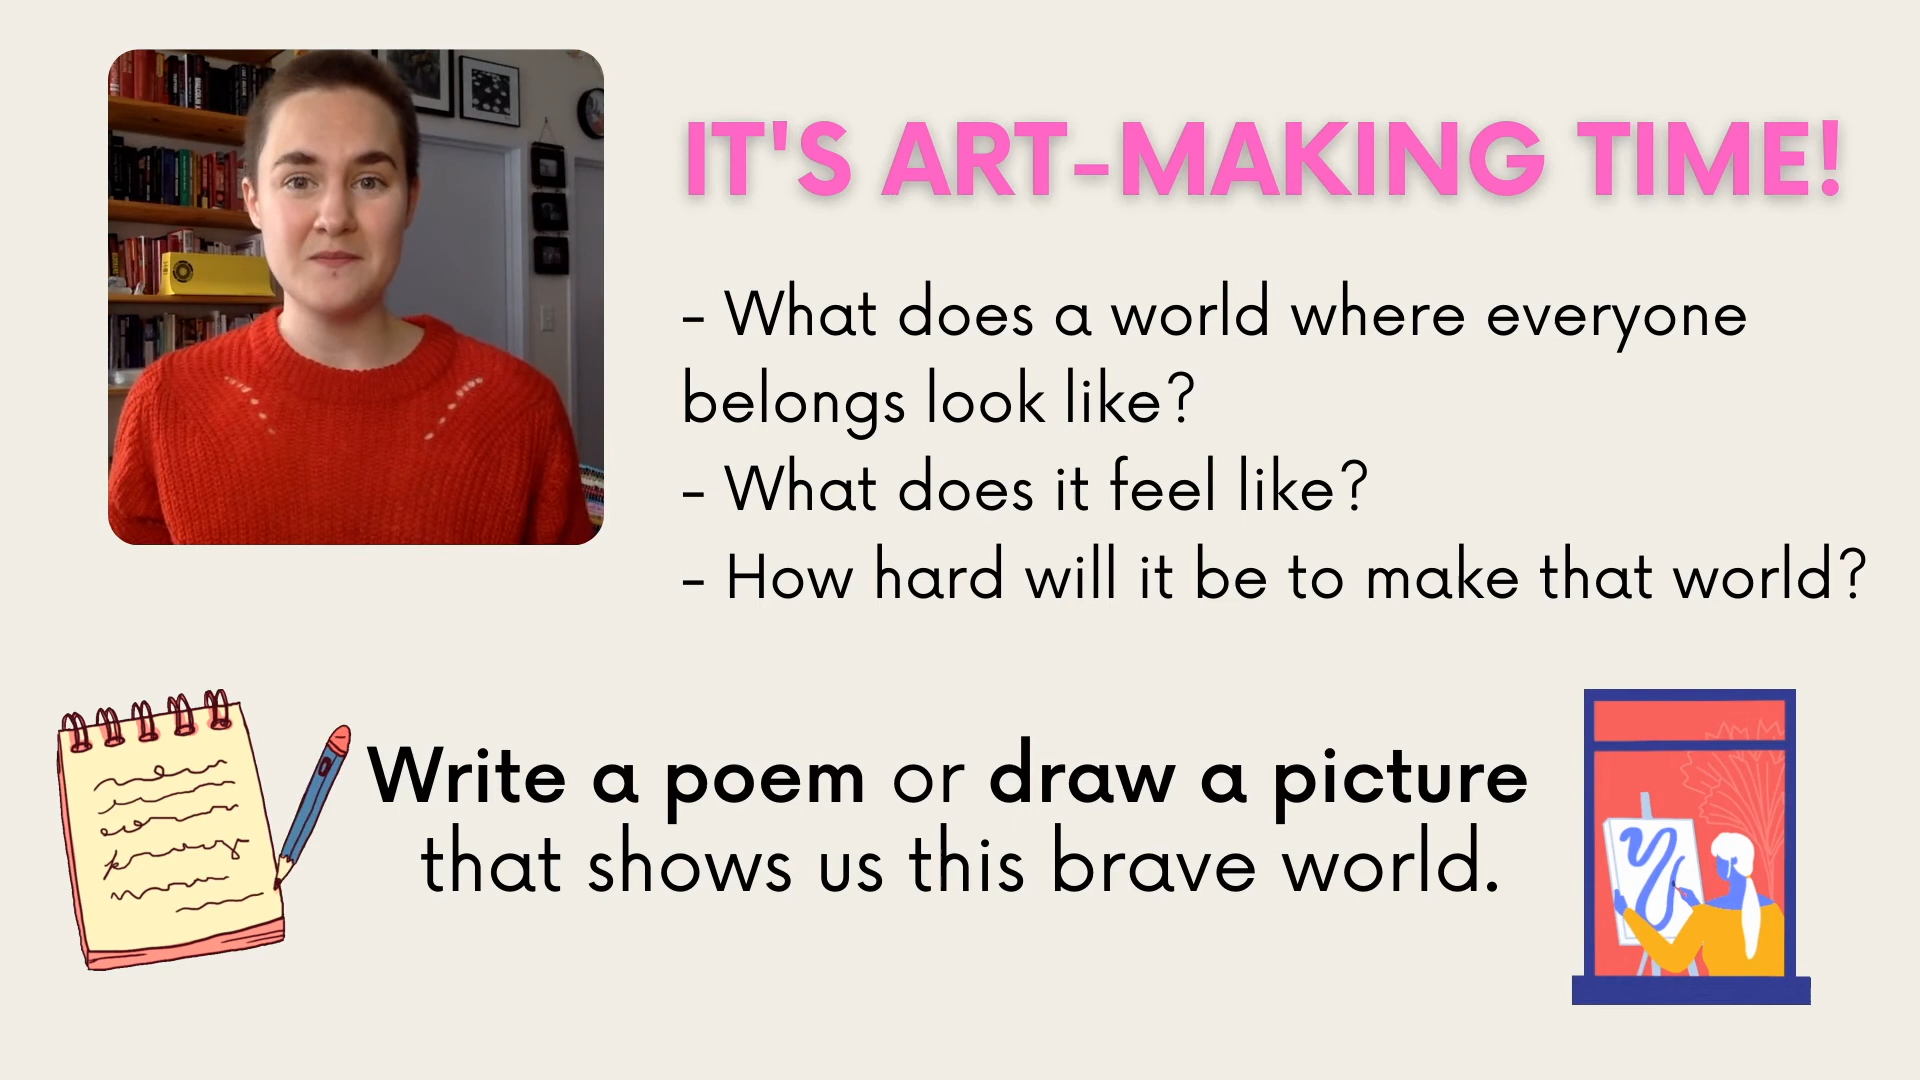 IT'S ART-MAKING TIME!
- What does a world where everyone
belongs look like?
- What does it feel like?
- How hard will it be to make that world?
Write a poem or draw a picture
that shows us this brave world.